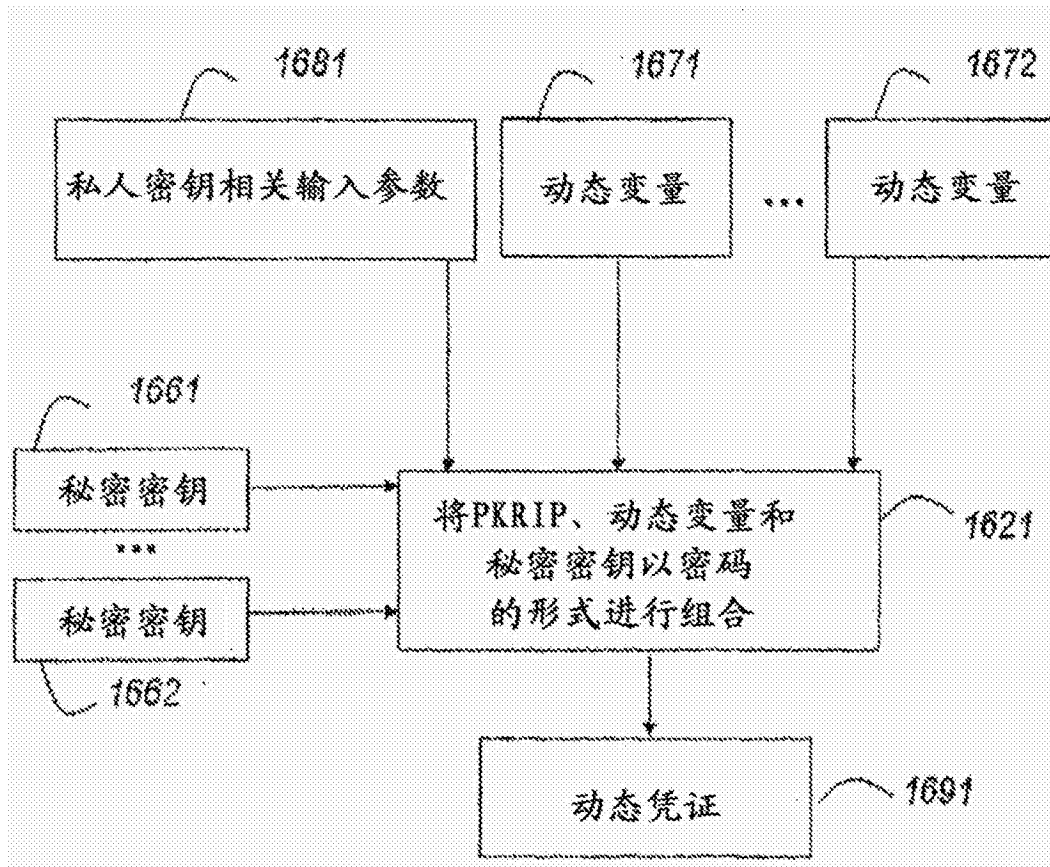 1681
1671
1672
私人密钥相关输入参数
动态变量
...
动态变量
1661
秘密密钥
...
秘密密钥
1662
将PKRIP、动态变量和
秘密密钥以密码
的形式进行组合
1621
动态凭证
1691